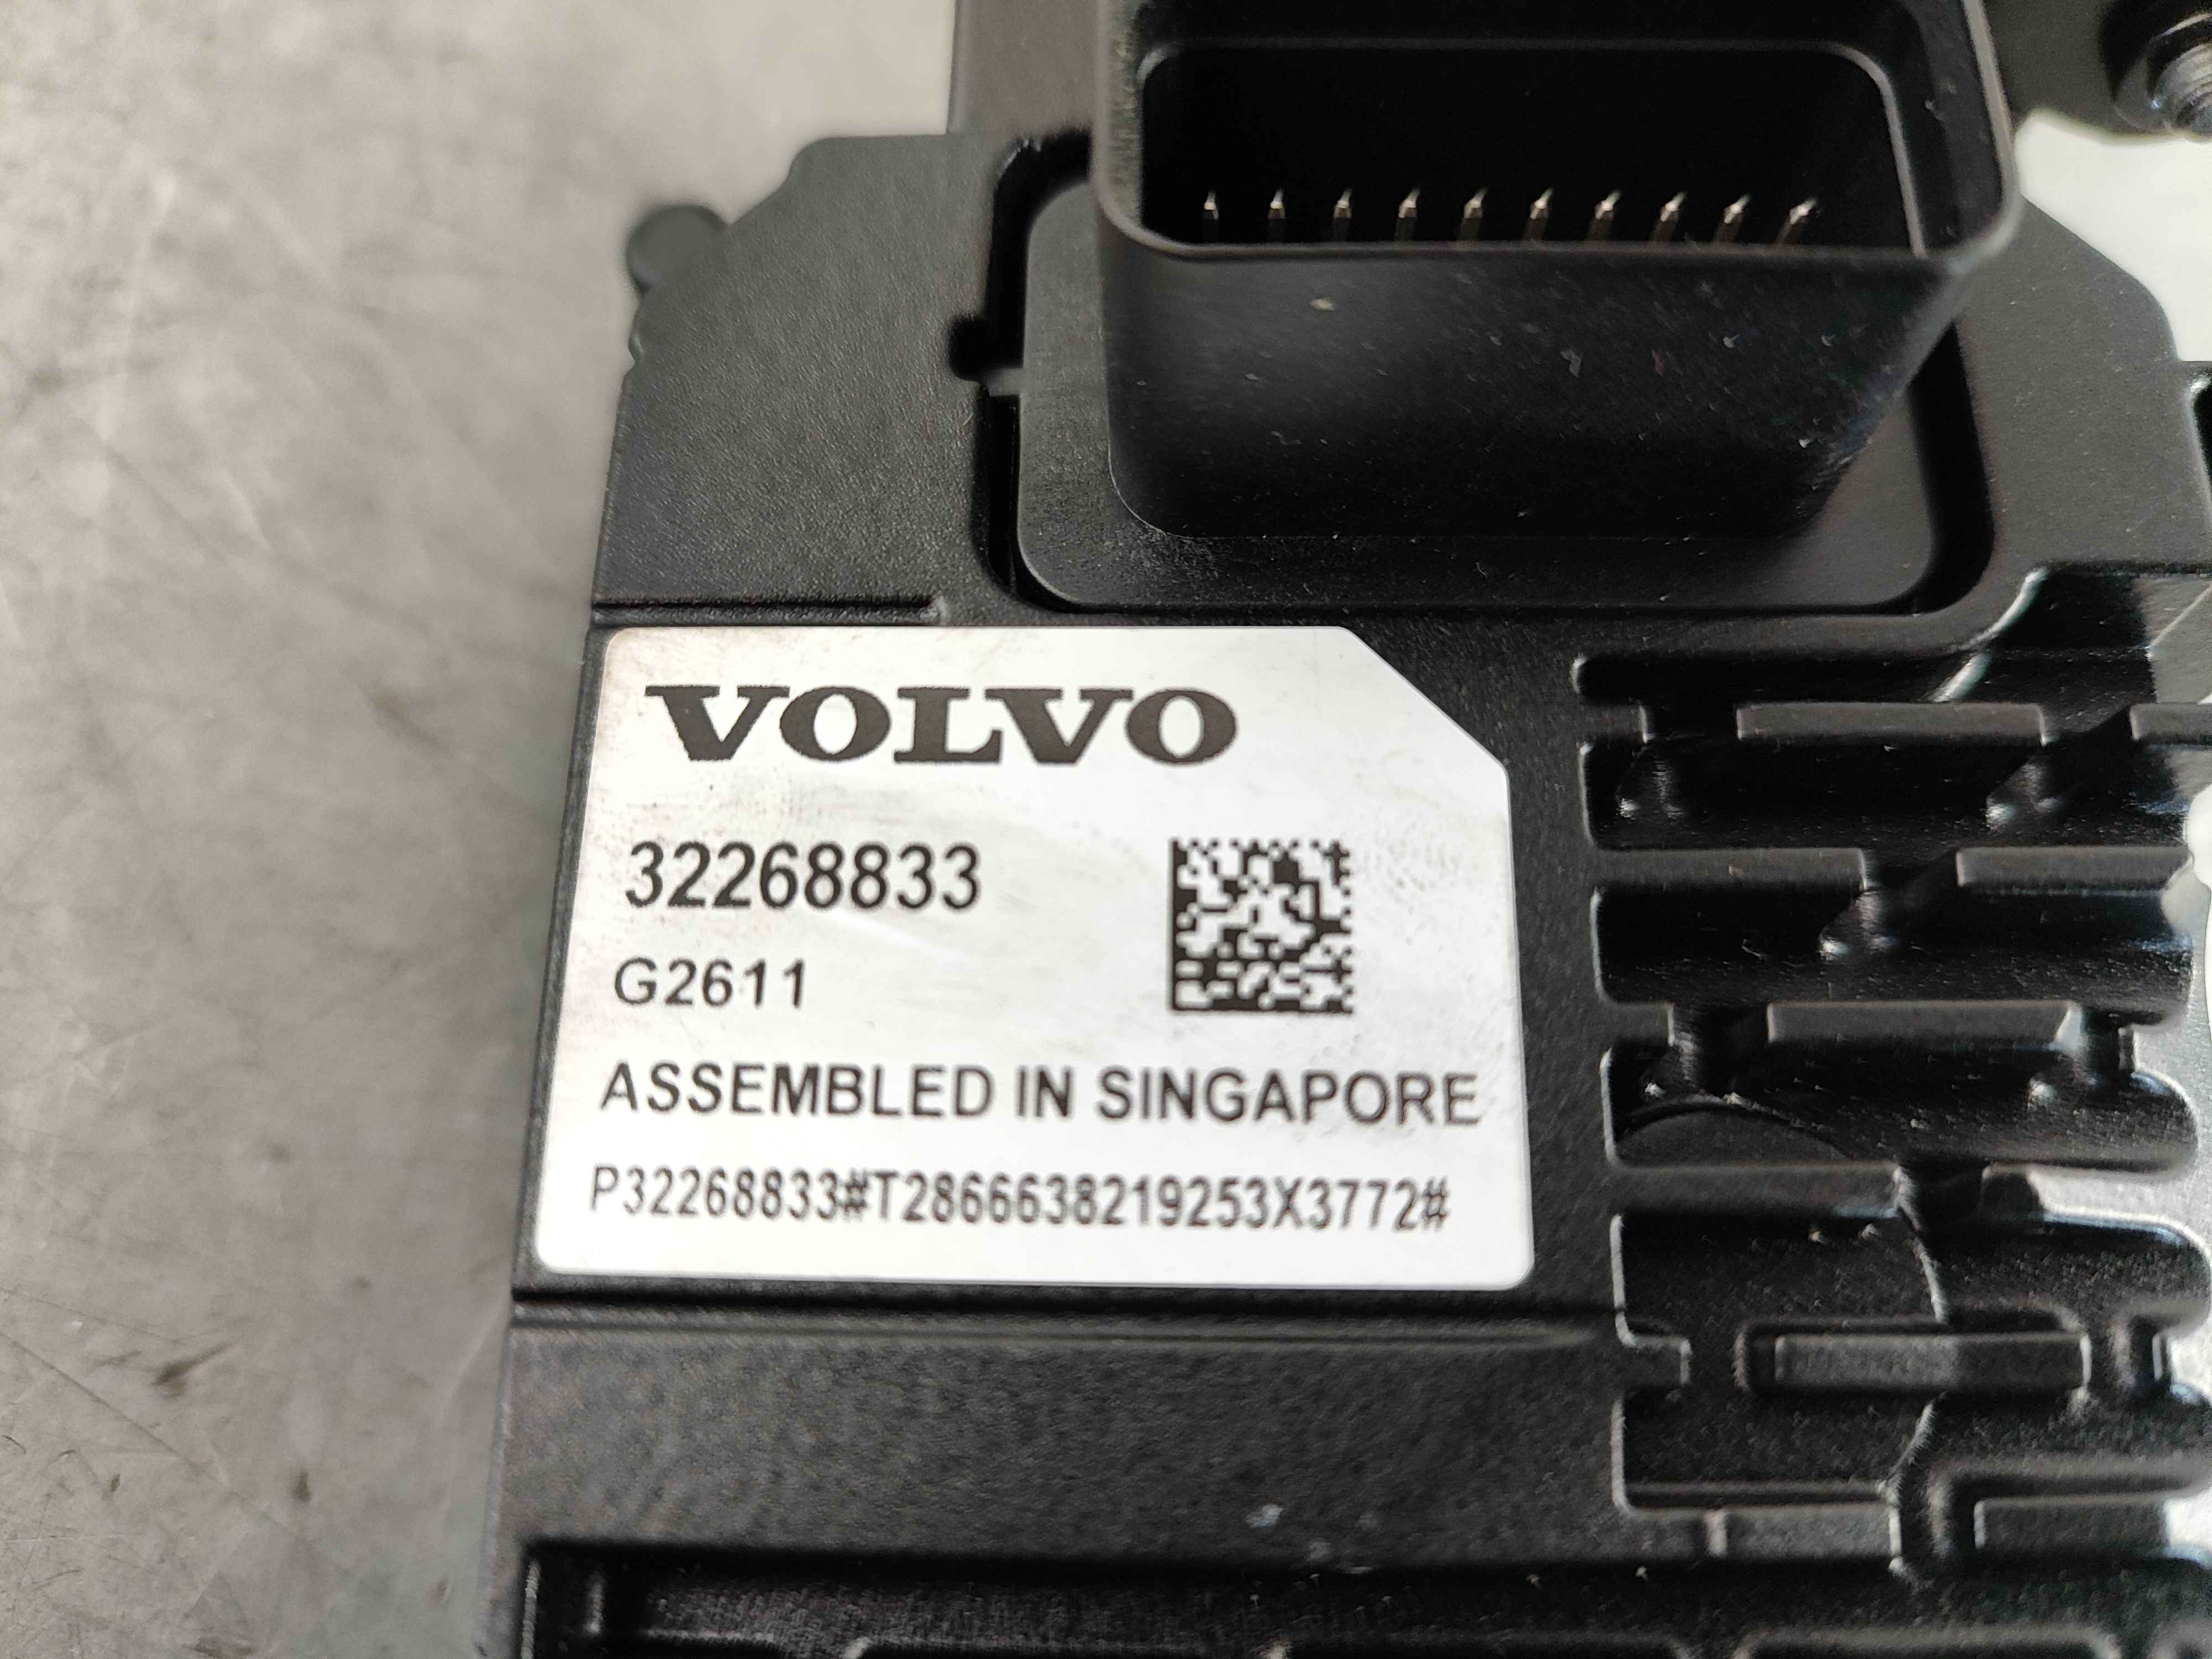 VOLVO
32268833
G2611
ASSEMBLED IN SINGAPORE
P32268833#T2866638219253X3772#